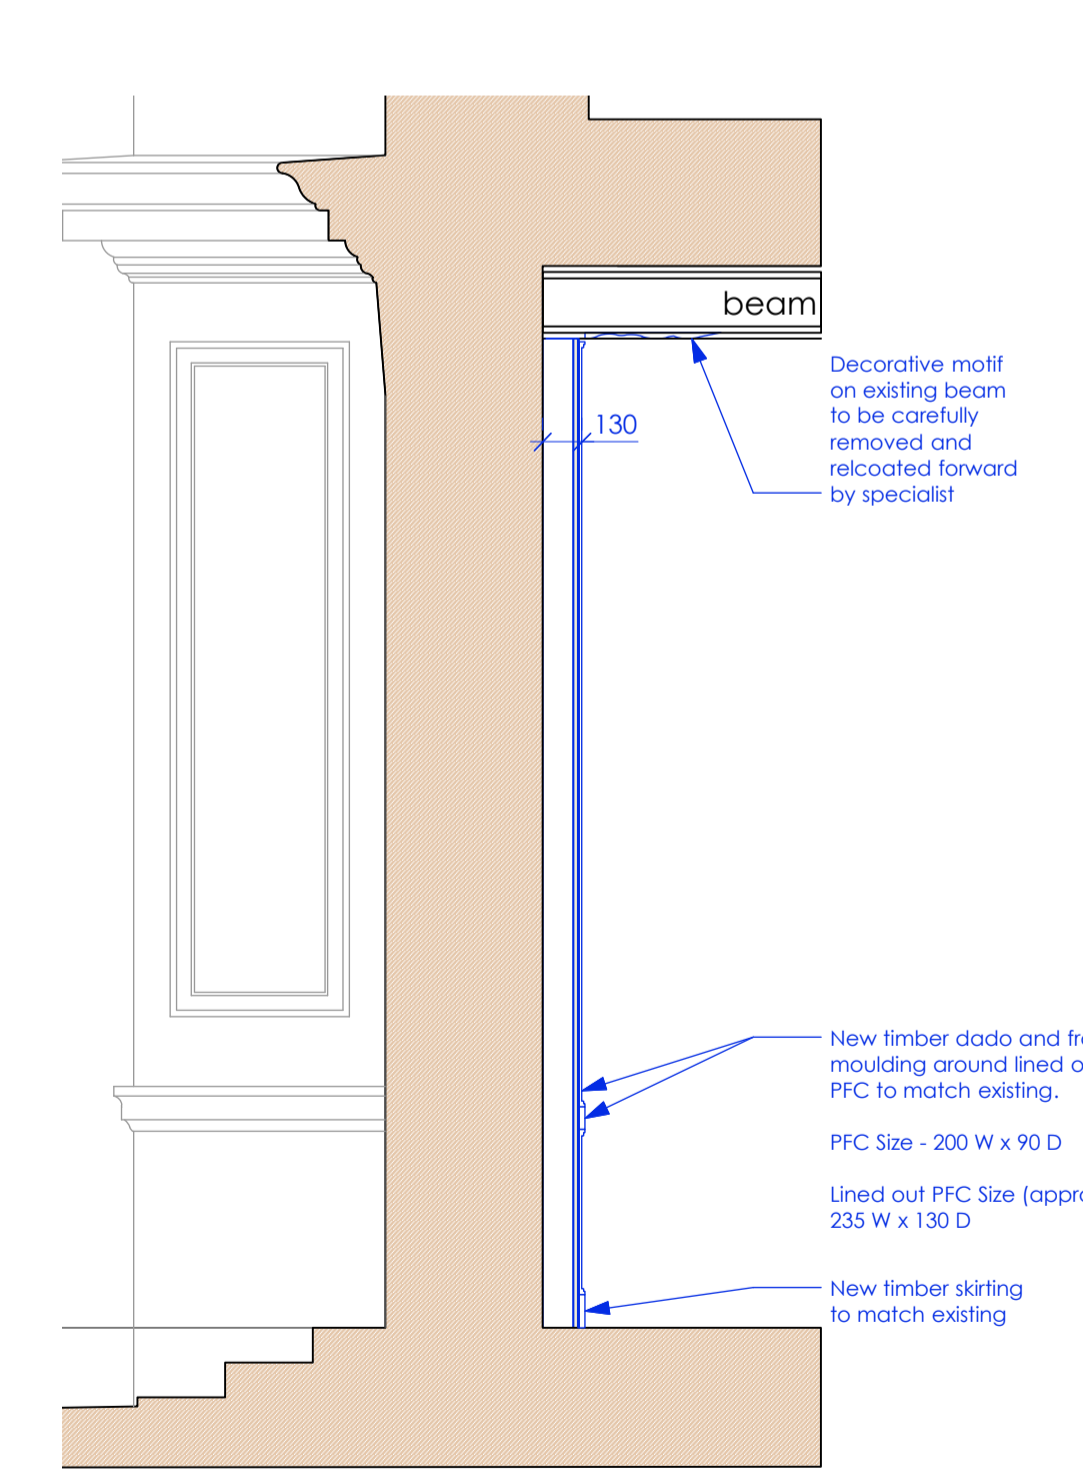 beam
Decorative motif
on existing beam
to be carefully
removed and
relcoated forward
by specialist
130
New timber dado and
moulding around lined
PFC to match existing.
PFC Size - 200 W x 90 D
Lined out PFC Size
235 W x 130 D
New timber skirting
to match existing